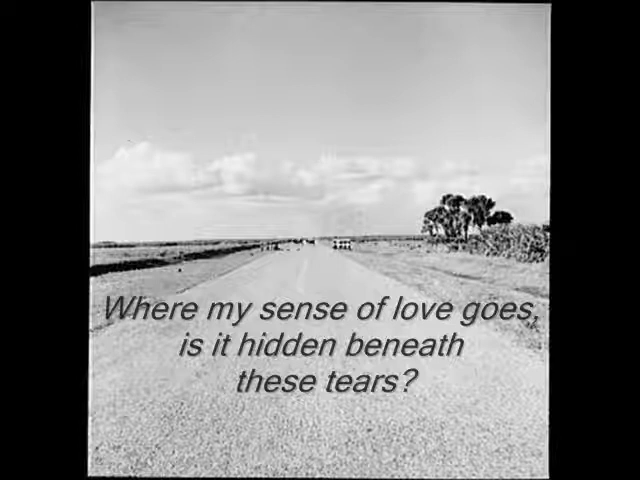 Where my sense of love goes,
is it hidden beneath
these tears?